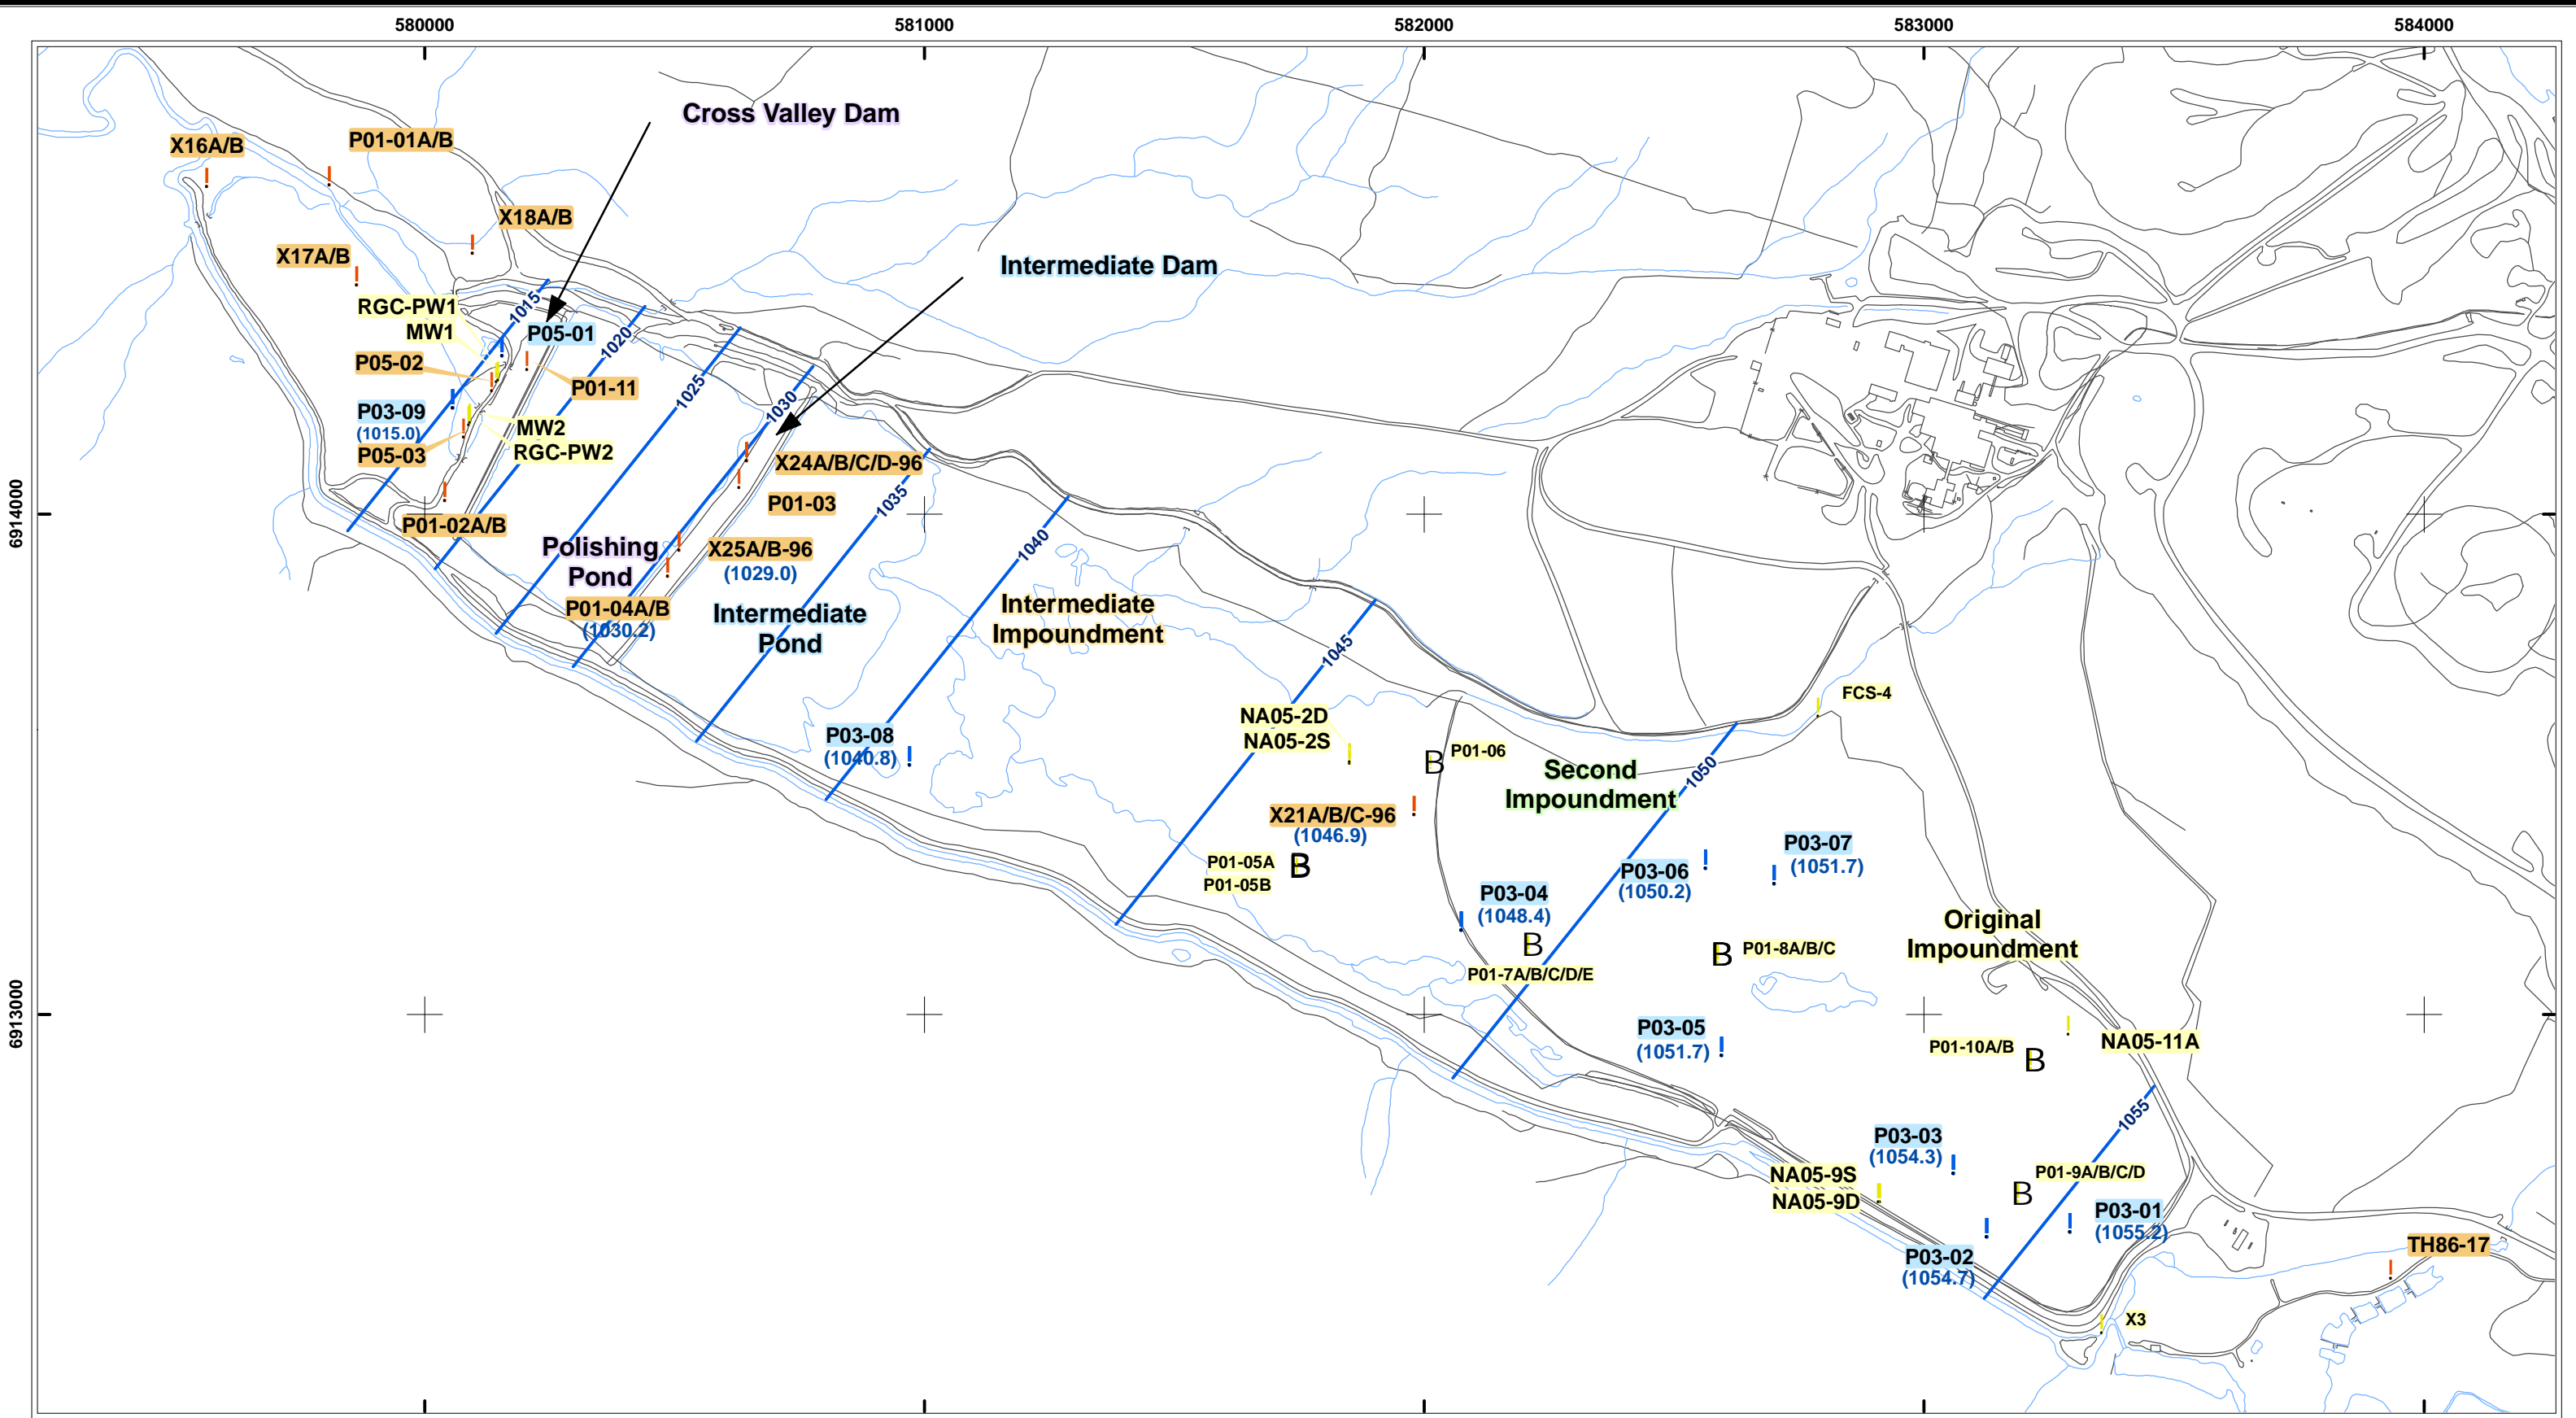 580000
581000
582000
583000
584000
Cross Valley Dam
P01-01A/B
X16A/B
X18A/B
X17A/B
Intermediate Dam
RGC-PW1
1015
MW1
P05-01
1020
P05-02
P01-11
1025
P03-09
(1015.0)
1030
MW2
P05-03
RGC-PW2
X24A/B/C/D-96
P01-03
1035
6914000
P01-02A/B
Polishing
Pond
X25A/B-96
(1029.0)
1040
P01-04A/B
(1030.2)
Intermediate
Pond
Intermediate
Impoundment
1045
FCS-4
NA05-2D
NA05-2S
P03-08
(1040.8)
B
P01-06
Second
Impoundment
1050
X21A/B/C-96
(1046.9)
P01-05A
P01-05B
B
P03-07
(1051.7)
P03-06
(1050.2)
P03-04
(1048.4)
B
P01-7A/B/C/D/E
B
P01-8A/B/C
Original
Impoundment
6913000
P03-05
(1051.7)
P01-10A/B
B
NA05-11A
1055
P03-03
(1054.3)
NA05-9S
NA05-9D
P01-9A/B/C/D
B
P03-01
(1055.2)
P03-02
(1054.7)
TH86-17
X3